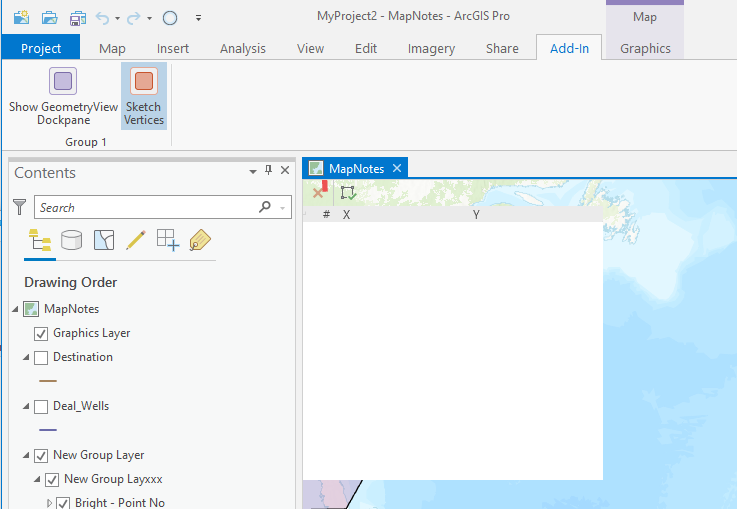 MyProject2 - MapNotes - ArcGIS Pro
Map
Project Map Insert Analysis View Edit Imagery Share Add-In Graphics
Show GeometryView
Dockpane
Sketch
Vertices
Group 1
Contents
Search
Drawing Order
MapNotes
Graphics Layer
Destination
Deal_Wells
New Group Layer
New Group Layxxx
Bright - Point No
MapNotes
# X Y